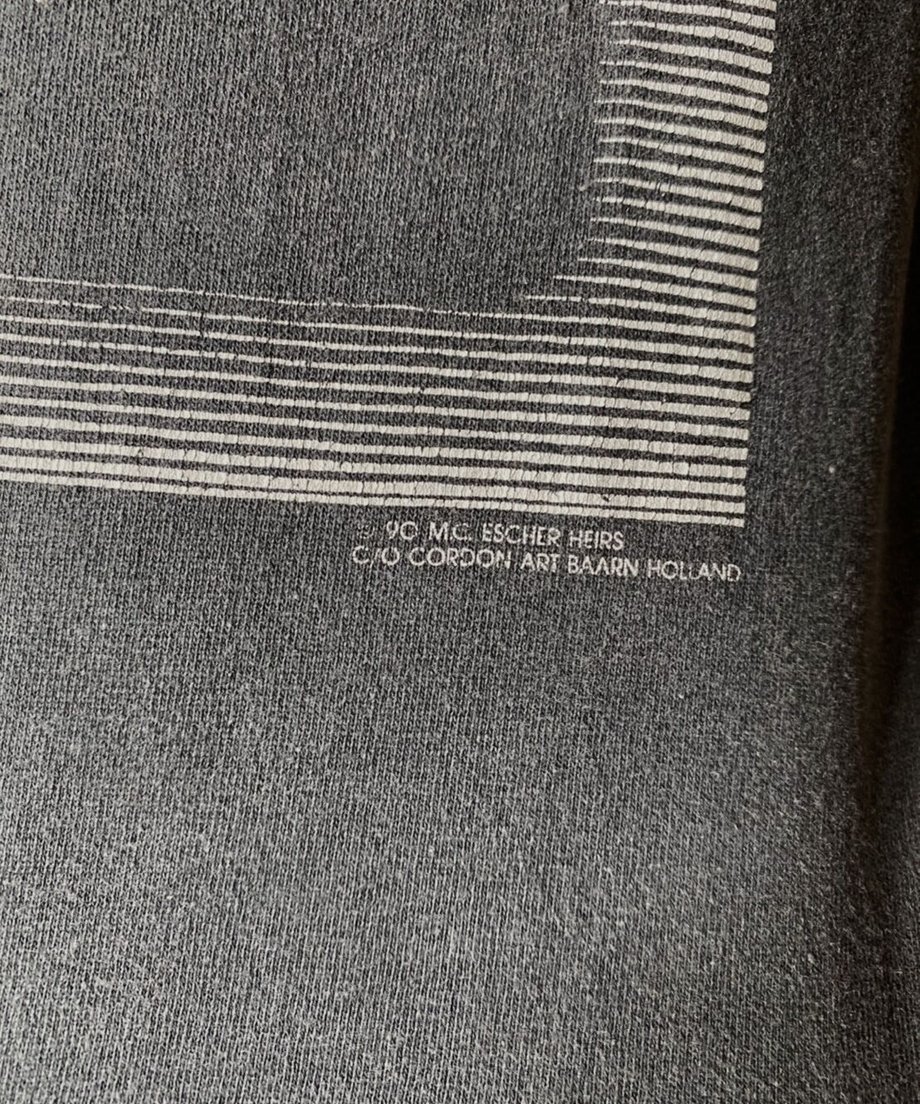 © 90 M.C. ESCHER HEIRS
C/O CORDON ART BAARN HOLLAND